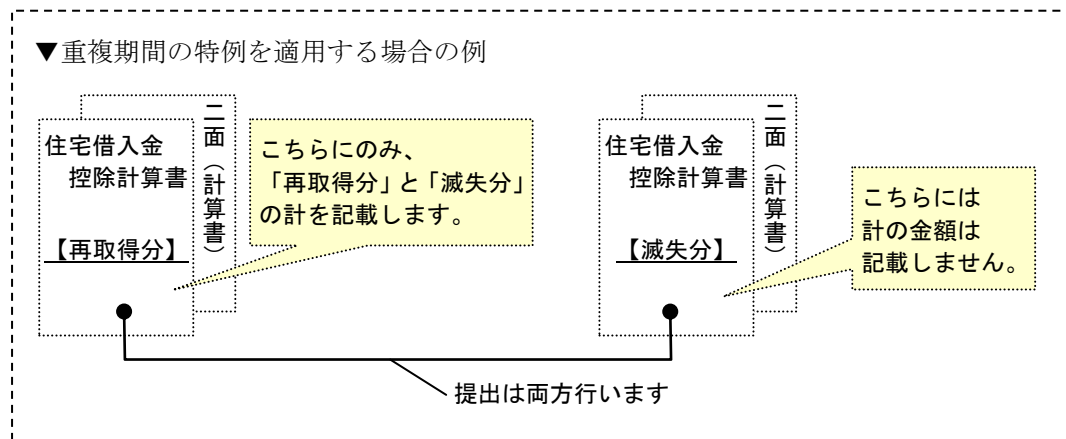 ▼重複期間の特例を適用する場合の例
住宅借入金
控除計算書
【再取得分】
二面（計算書）
こちらにのみ、
「再取得分」と「滅失分」
の計を記載します。
住宅借入金
控除計算書
【滅失分】
二面（計算書）
こちらには
計の金額は
記載しません。
提出は両方行います